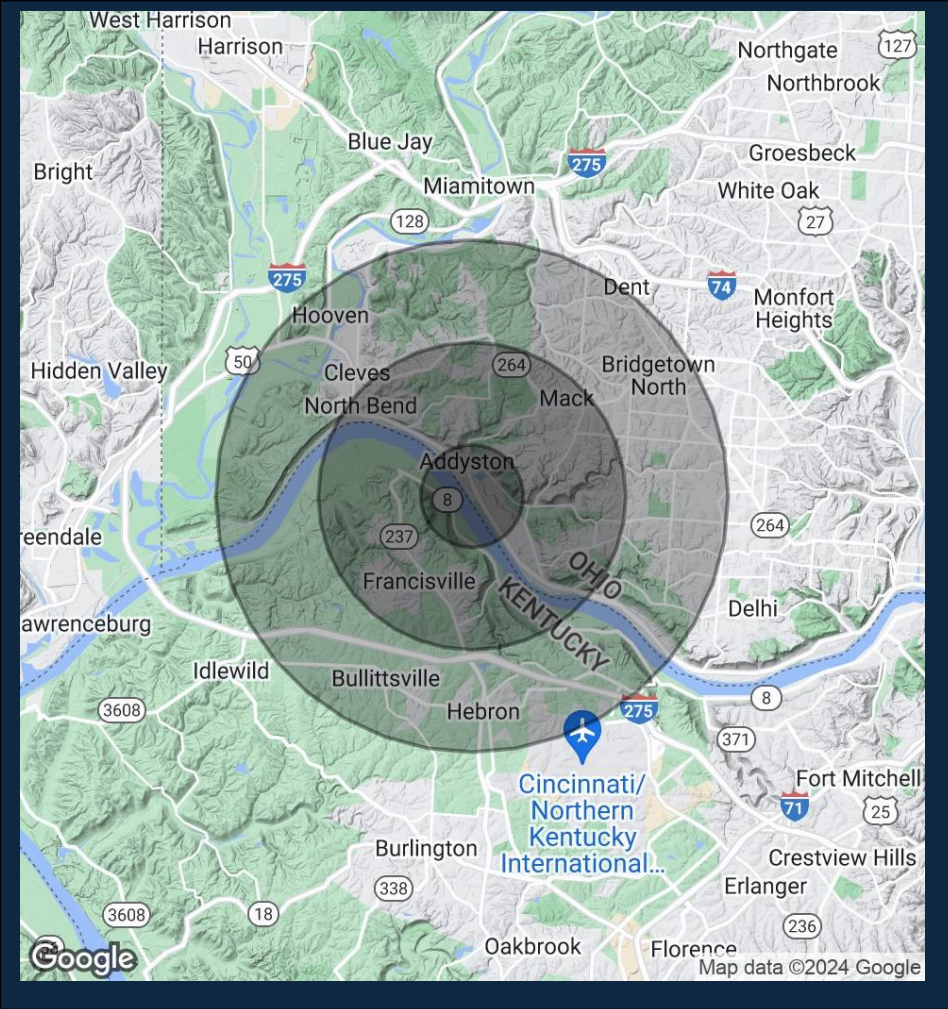 West Harrison
Harrison
Northgate
127
Northbrook
Blue Jay
275
Groesbeck
Bright
Miamitown
White Oak
128
27
275
Dent
74
Monfort
Heights
Hooven
50
264
Bridgetown
North
Hidden Valley
Cleves
Mack
North Bend
Addyston
8
264
reendale
237
OHIO
Francisville
KENTUCKY
Delhi
awrenceburg
Idlewild
Bullittsville
8
3608
Hebron
275
371
Cincinnati/
Northern
Kentucky
International...
Fort Mitchell
71
25
Burlington
Crestview Hills
338
Erlanger
3608
18
236
Oakbrook
Florence
Google
Map data ©2024 Google